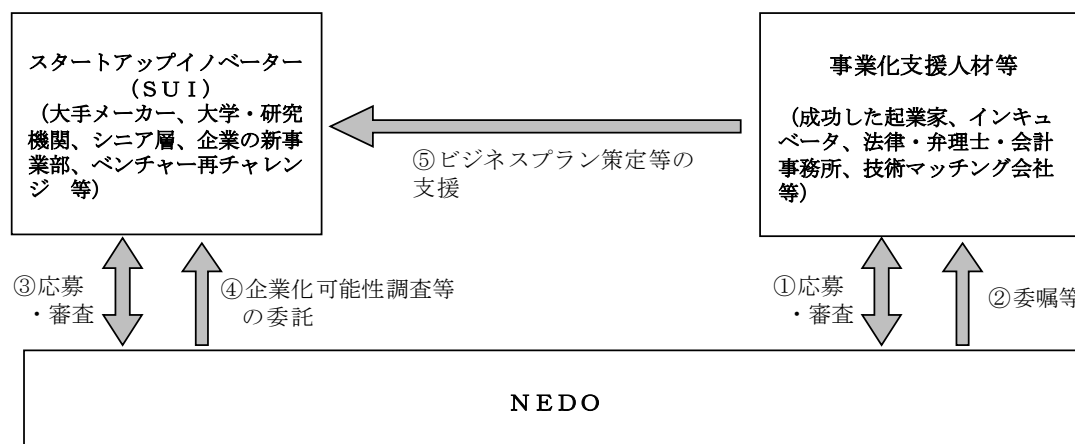 スタートアップイノベーター
（ＳＵＩ）
（大手メーカー、大学・研究
機関、シニア層、企業の新事
業部、ベンチャー再チャレン
ジ　等）
事業化支援人材等
（成功した起業家、インキュ
ベータ、法律・弁理士・会計
事務所、技術マッチング会社
等）
⑤ビジネスプラン策定等の
支援
③応募
・審査
④企業化可能性調査等
の委託
①応募
・審査
②委嘱等
ＮＥＤＯ